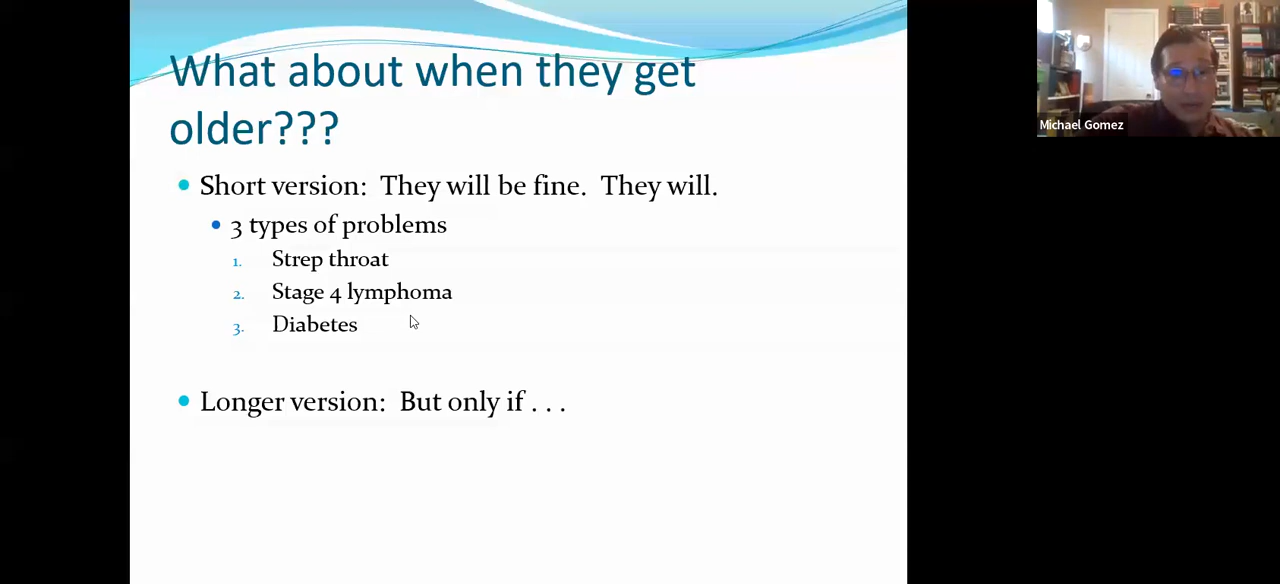 What about when they get
older???
Short version: They will be fine. They will.
3 types of problems
1. Strep throat
2. Stage 4 lymphoma
3. Diabetes
Longer version: But only if . . .
Michael Gomez